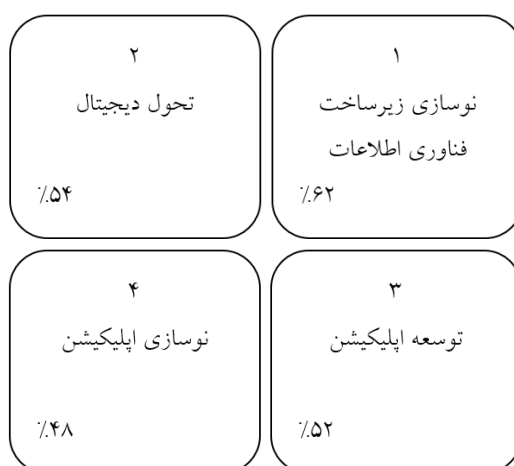 ۱
نوسازی زیرساخت
فناوری اطلاعات
٪۶۲
۲
تحول دیجیتال
٪۵۴
۳
توسعه اپلیکیشن
٪۵۲
۴
نوسازی اپلیکیشن
٪۴۸